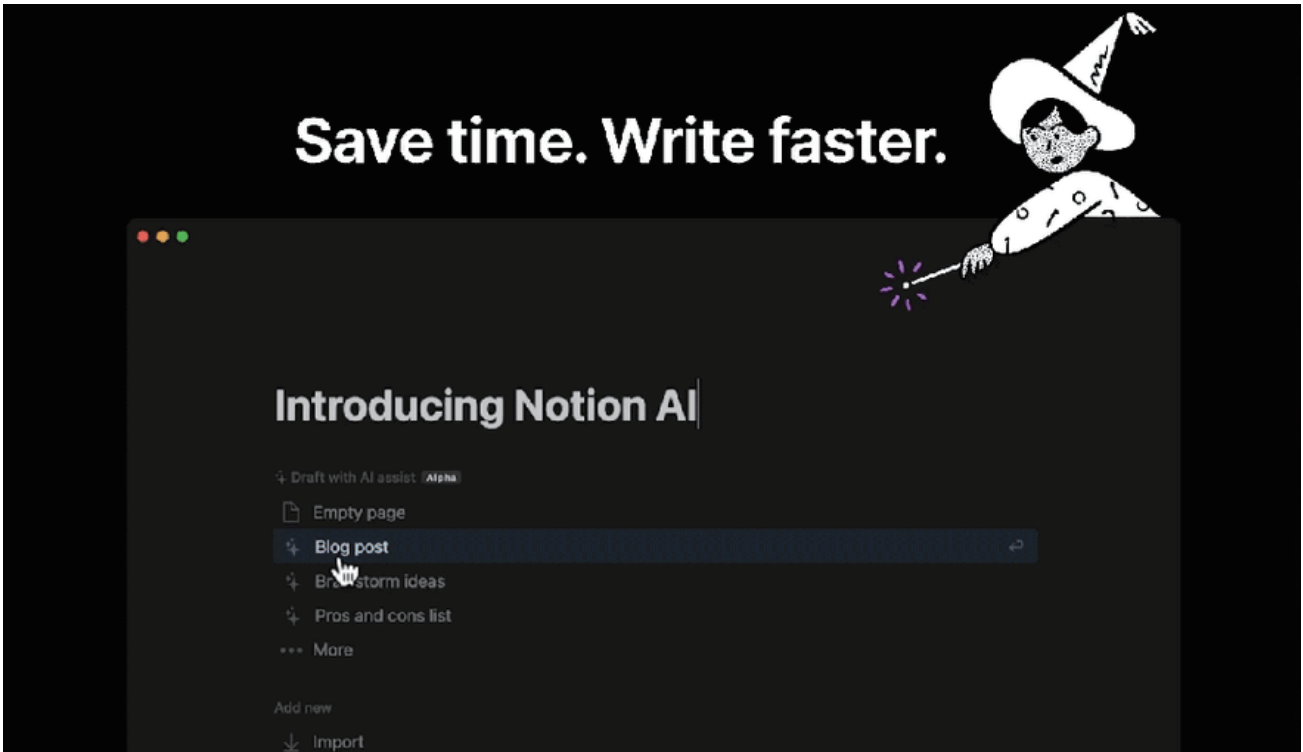 Save time. Write faster.
Introducing Notion AI
Draft with AI assist Alpha
Empty page
Blog post
Brainstorm ideas
Pros and cons list
More
Add new
Import